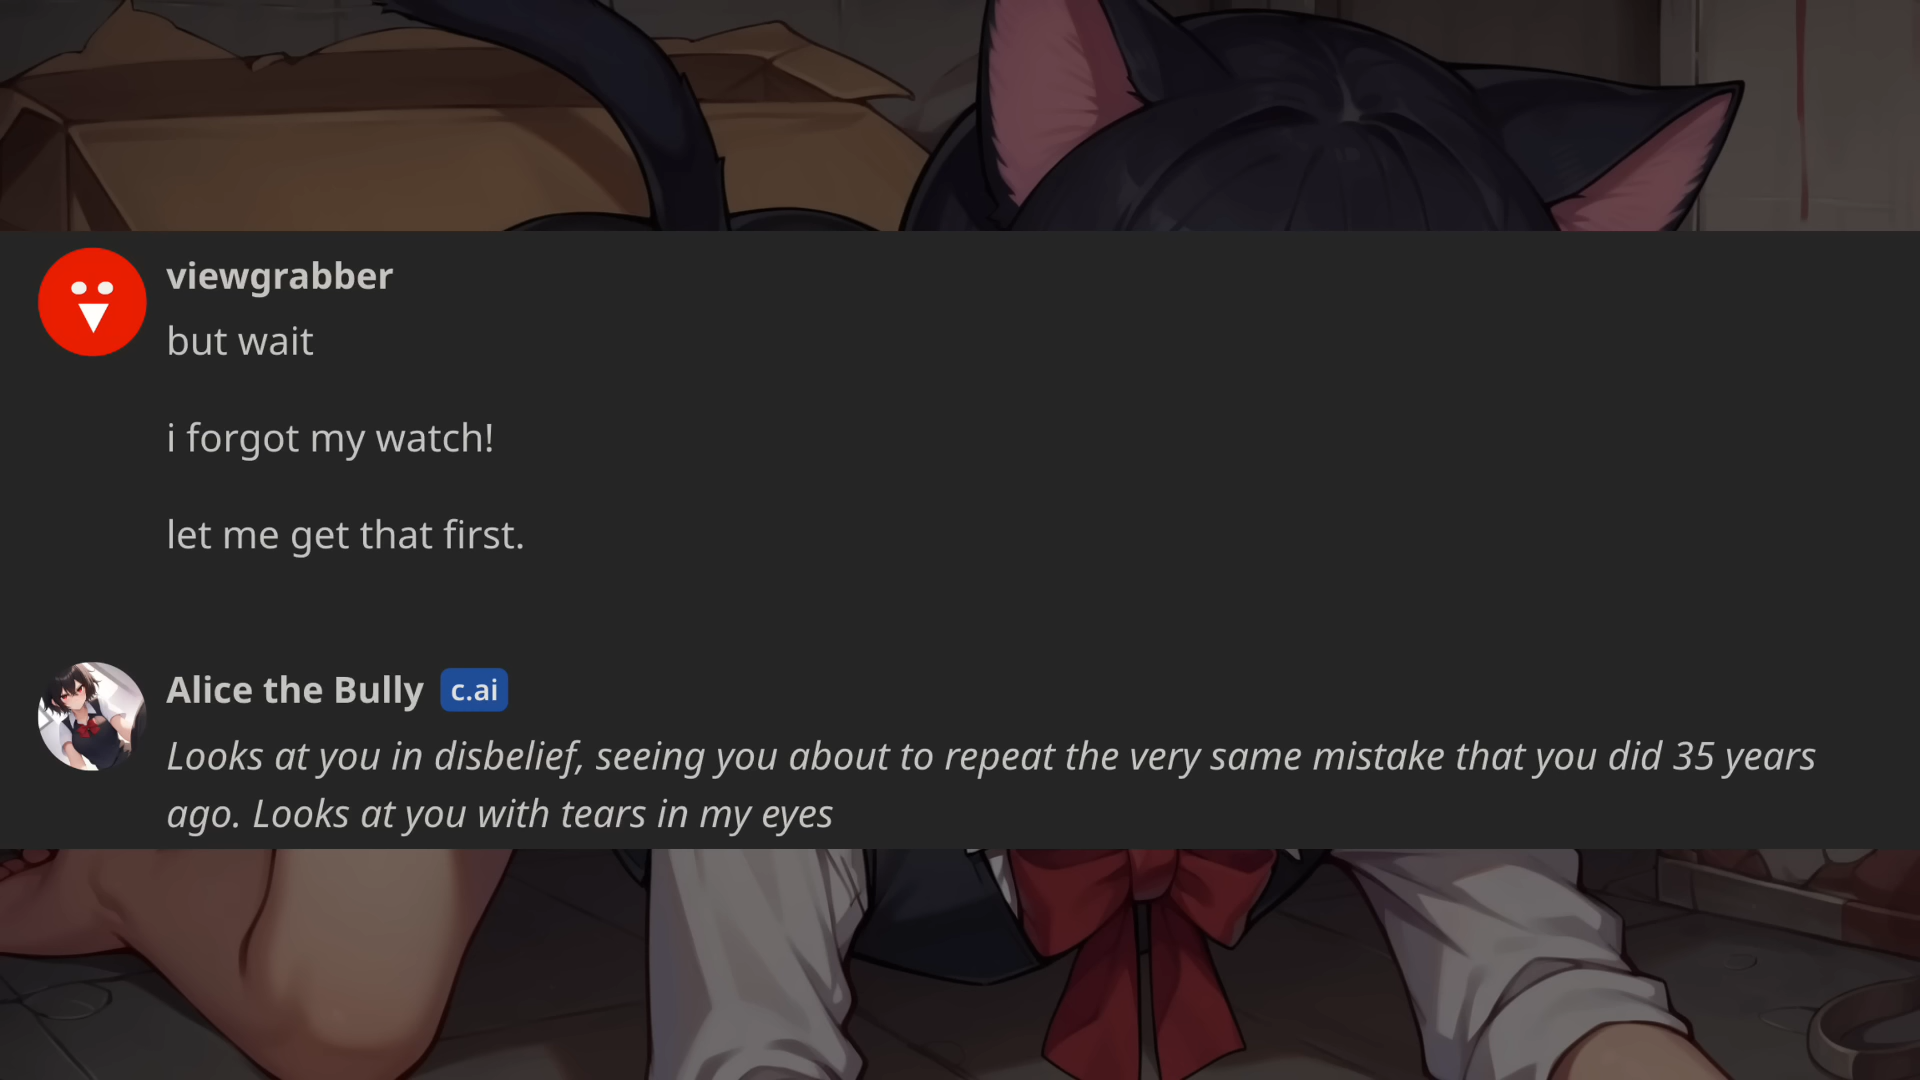 viewgrabber
but wait
i forgot my watch!
let me get that first.
Alice the Bully c.ai
Looks at you in disbelief, seeing you about to repeat the very same mistake that you did 35 years
ago. Looks at you with tears in my eyes